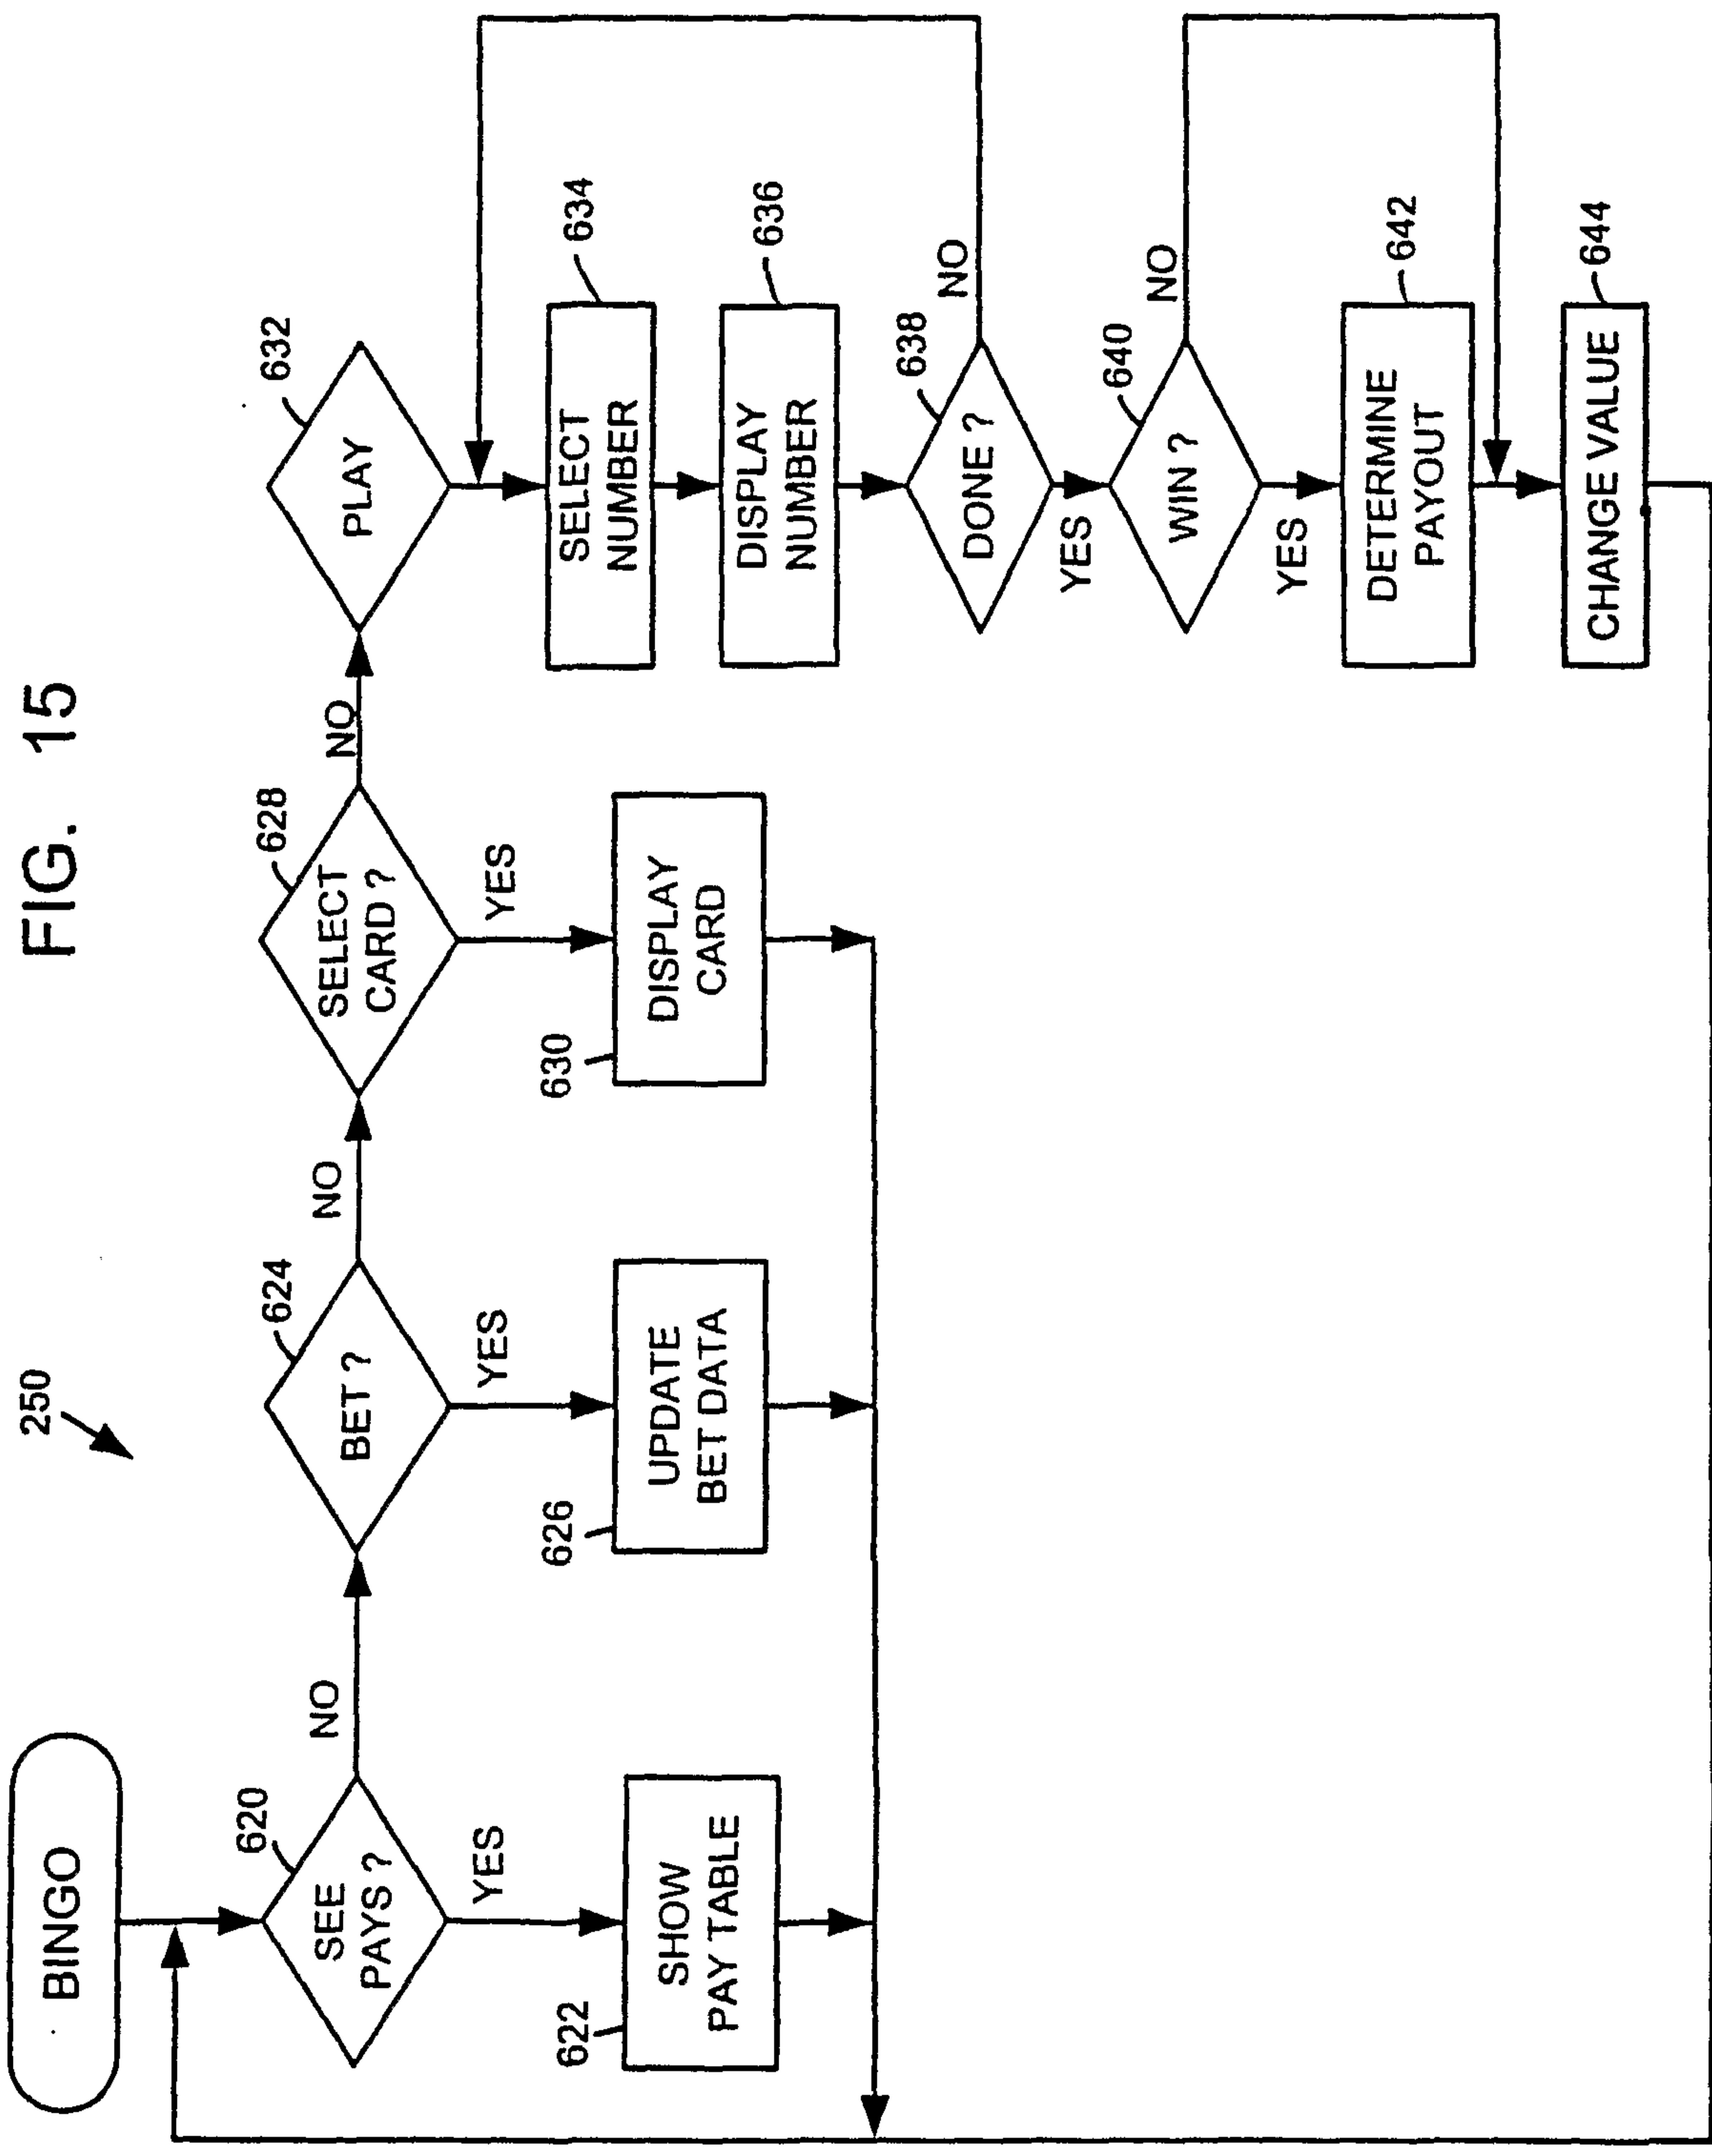 FIG. 15
250
BINGO
620
SEE
PAYS ?
NO
YES
622
SHOW
PAY TABLE
624
BET ?
NO
YES
626
UPDATE
BET DATA
628
SELECT
CARD ?
NO
YES
630
DISPLAY
CARD
632
PLAY
634
SELECT
NUMBER
636
DISPLAY
NUMBER
638
DONE ?
NO
YES
640
WIN ?
NO
YES
642
DETERMINE
PAYOUT
644
CHANGE VALUE